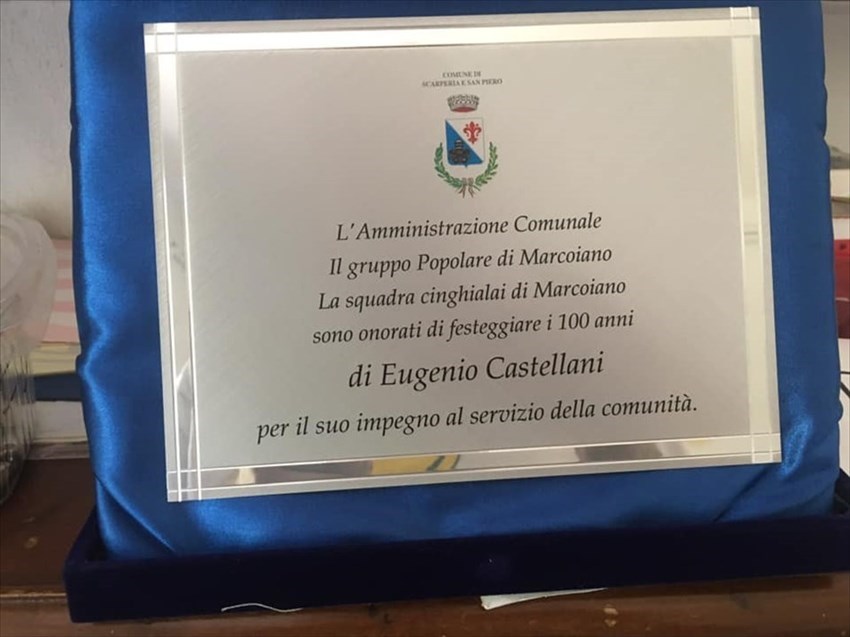 COMUNE DI
SCARPERIA E SAN PIERO
L'Amministrazione Comunale
Il gruppo Popolare di Marcoiano
La squadra cinghialai di Marcoiano
sono onorati di festeggiare i 100 anni
di Eugenio Castellani
per il suo impegno al servizio della comunità.